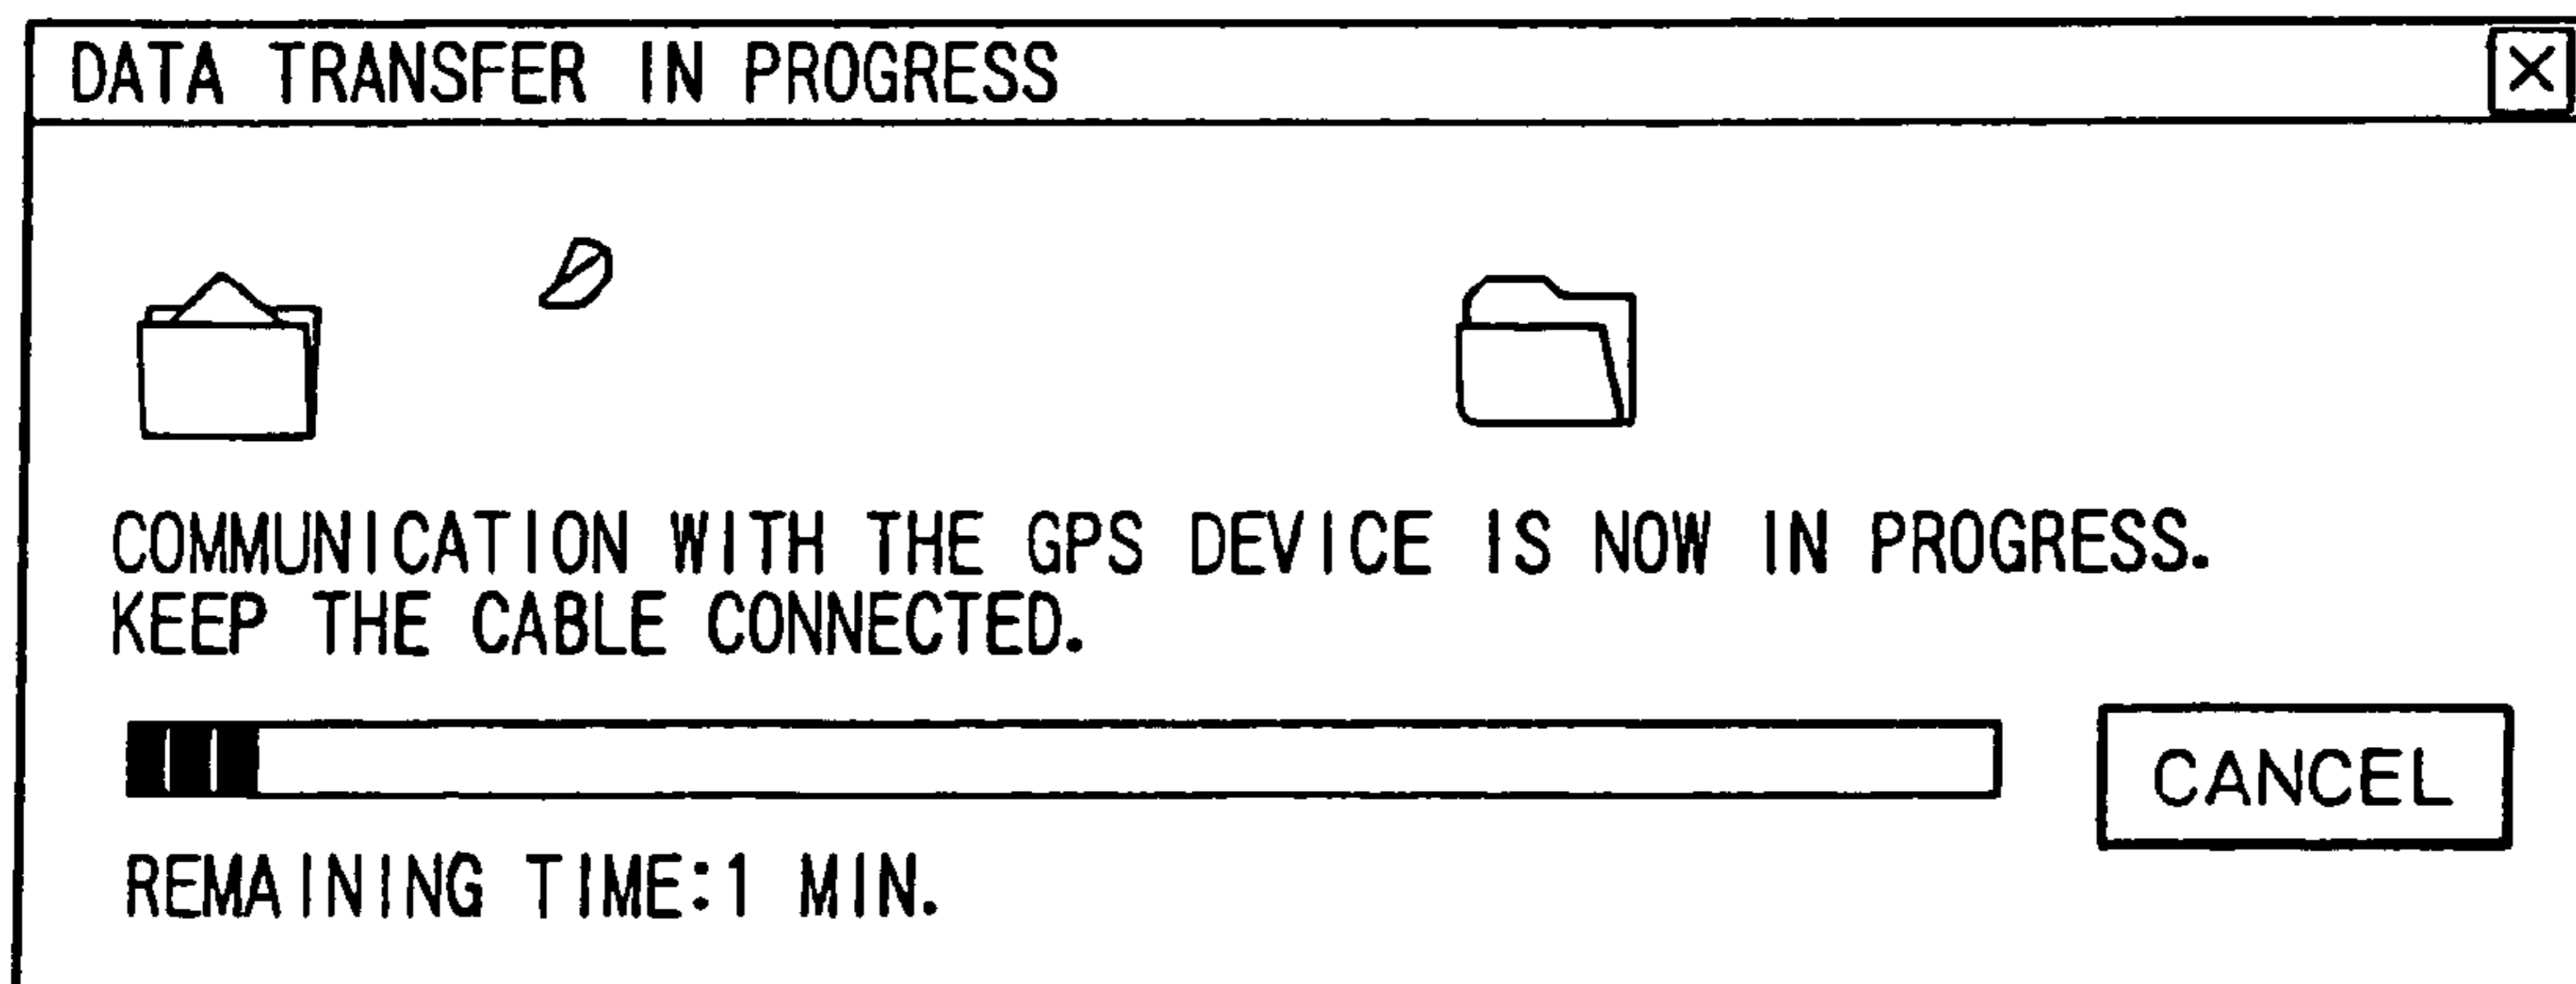 DATA TRANSFER IN PROGRESS
COMMUNICATION WITH THE GPS DEVICE IS NOW IN PROGRESS.
KEEP THE CABLE CONNECTED.
CANCEL
REMAINING TIME:1 MIN.